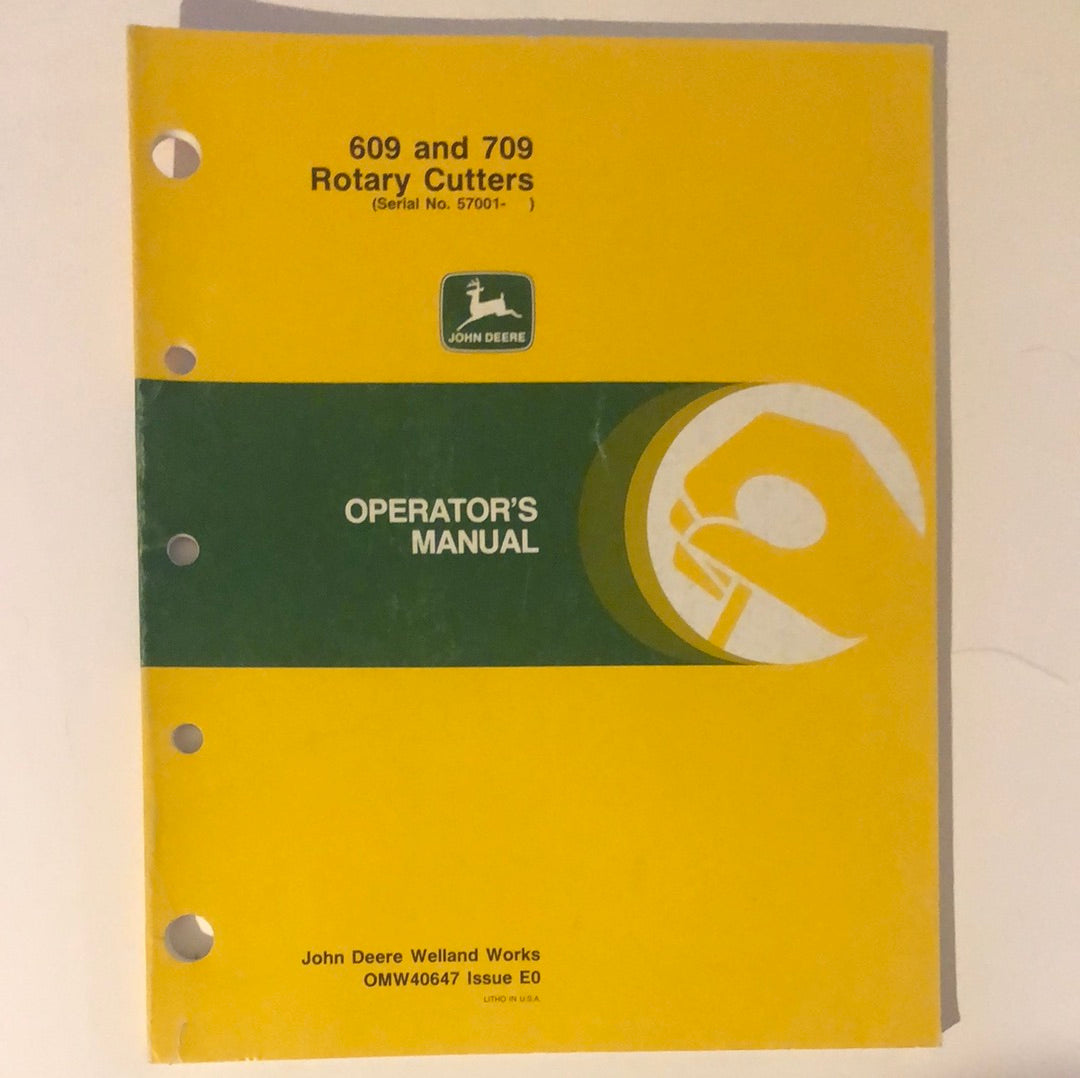 609 and 709
Rotary Cutters
(Serial No. 57001-    )
JOHN DEERE
OPERATOR'S
MANUAL
John Deere Welland Works
OMW40647 Issue E0
LITHO IN U.S.A.